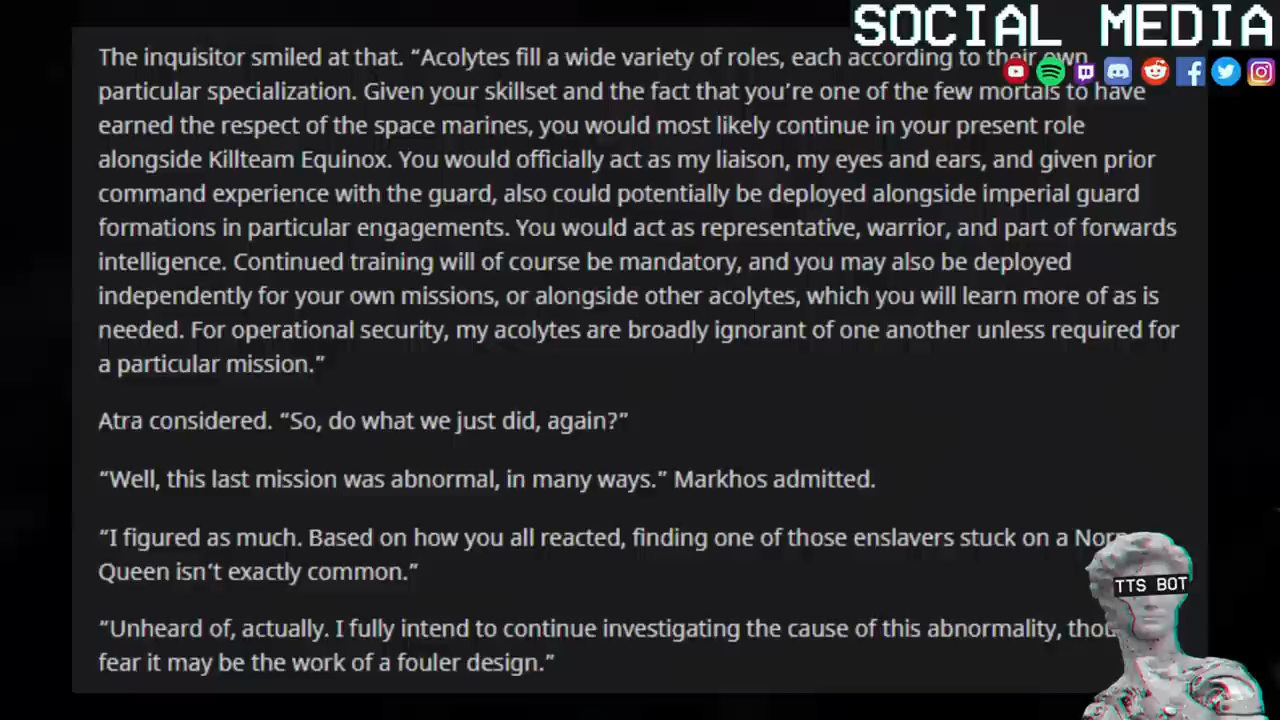 SOCIAL MEDIA
The inquisitor smiled at that. “Acolytes fill a wide variety of roles, each according to their own
particular specialization. Given your skillset and the fact that you’re one of the few mortals to have
earned the respect of the space marines, you would most likely continue in your present role
alongside Killteam Equinox. You would officially act as my liaison, my eyes and ears, and given prior
command experience with the guard, also could potentially be deployed alongside imperial guard
formations in particular engagements. You would act as representative, warrior, and part of forwards
intelligence. Continued training will of course be mandatory, and you may also be deployed
independently for your own missions, or alongside other acolytes, which you will learn more of as is
needed. For operational security, my acolytes are broadly ignorant of one another unless required for
a particular mission.”
Atra considered. “So, do what we just did, again?”
“Well, this last mission was abnormal, in many ways.” Markhos admitted.
“I figured as much. Based on how you all reacted, finding one of those enslavers stuck on a
Queen isn’t exactly common.”
“Unheard of, actually. I fully intend to continue investigating the cause of this abnormality,
fear it may be the work of a fouler design.”
TTS BOT